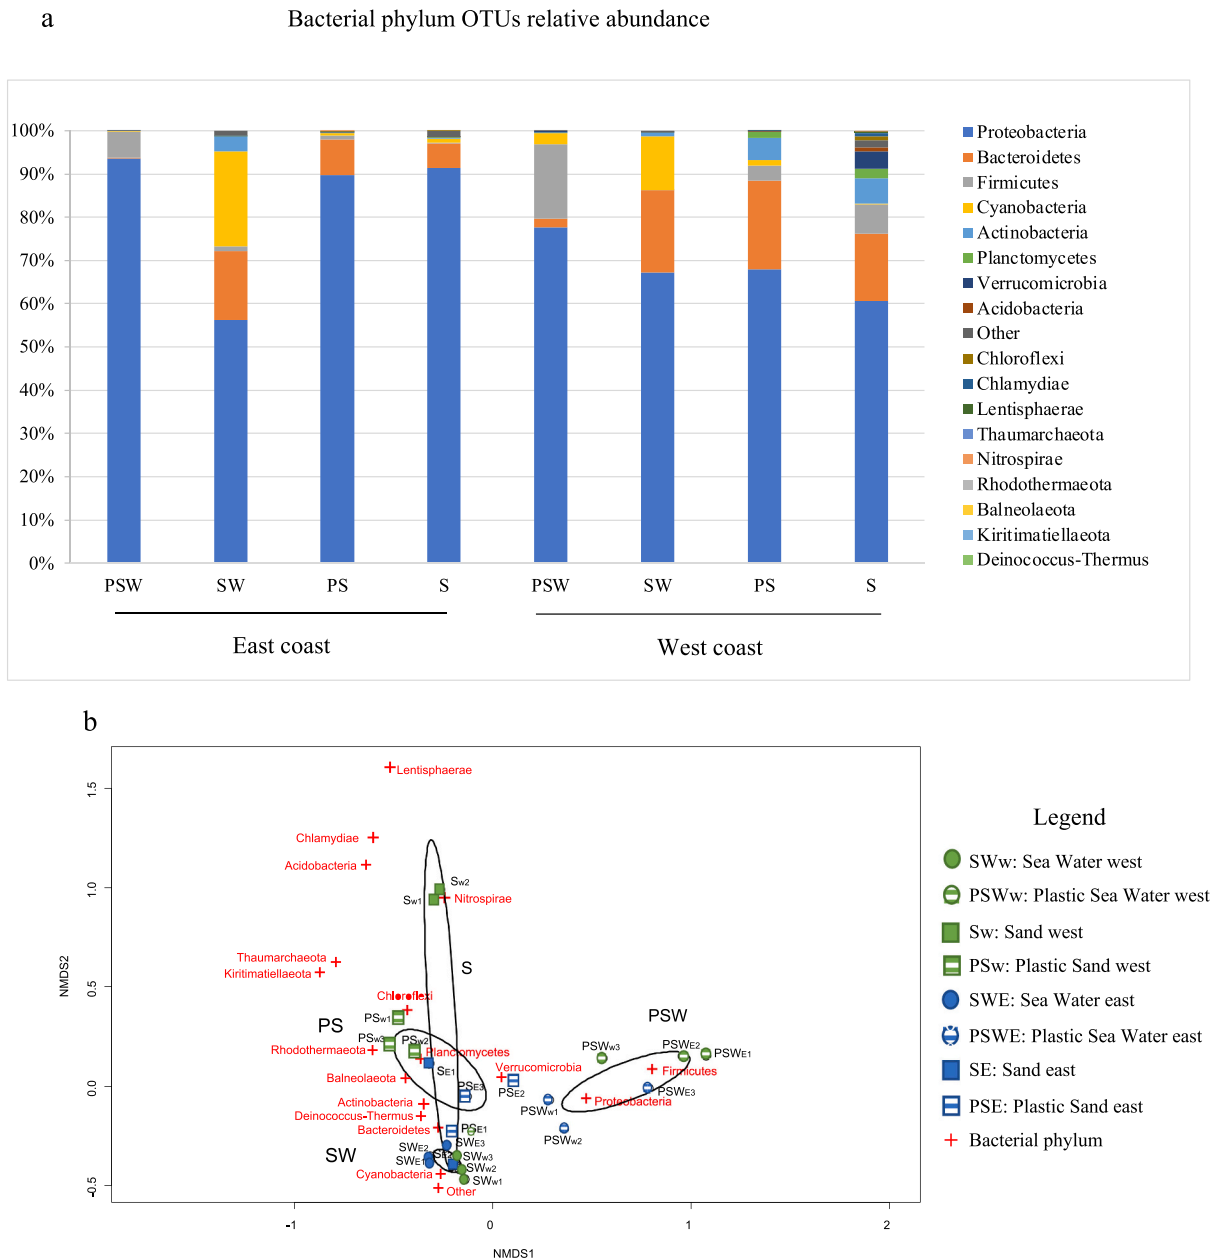 a
Bacterial phylum OTUs relative abundance
100%
90%
80%
70%
60%
50%
40%
30%
20%
10%
0%
PSW SW PS S PSW SW PS S
East coast West coast
Proteobacteria
Bacteroidetes
Firmicutes
Cyanobacteria
Actinobacteria
Planctomycetes
Verrucomicrobia
Acidobacteria
Other
Chloroflexi
Chlamydiae
Lentisphaerae
Thaumarchaeota
Nitrospirae
Rhodothermaeota
Balneolaeota
Kiritimatiellaeota
Deinococcus-Thermus
b
NMDS2
1.5
1.0
0.5
0.0
-0.5
Lentisphaerae
Chlamydiae
Acidobacteria
Sw2
Sw1
Nitrospirae
Thaumarchaeota
Kiritimatiellaeota
S
Chloroflexi
PSw1
PS
PSW
PSw3
PSw2
Rhodothermaeota
Planctomycetes
SE1
PSWw3
PSWE2
PSWE1
Verrucomicrobia
Firmicutes
Balneolaeota
PSE3
PSE2
PSWE3
Proteobacteria
Actinobacteria
PSWw1
Deinococcus-Thermus
Bacteroidetes
PSE1
PSWw2
SW
SWE2
SWE3
SWE1
SE2
SWw3
SWw2
Cyanobacteria
SWw1
Other
-1 0 1 2
NMDS1
Legend
SWw: Sea Water west
PSWw: Plastic Sea Water west
Sw: Sand west
PSw: Plastic Sand west
SWE: Sea Water east
PSWE: Plastic Sea Water east
SE: Sand east
PSE: Plastic Sand east
Bacterial phylum